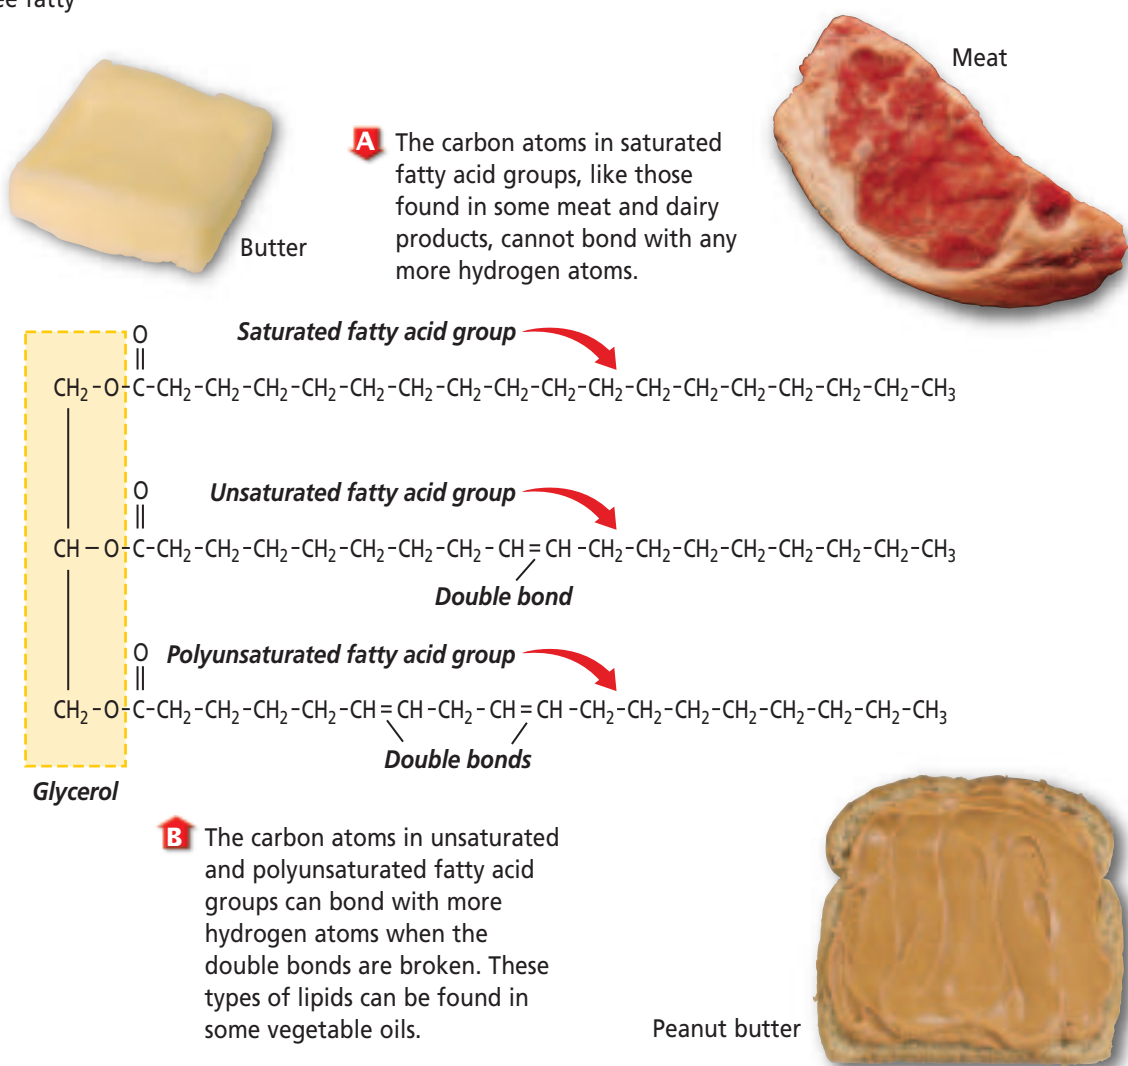 ee fatty
Meat
Butter
A The carbon atoms in saturated
fatty acid groups, like those
found in some meat and dairy
products, cannot bond with any
more hydrogen atoms.
O
Saturated fatty acid group
CH₂-O-C-CH₂-CH₂-CH₂-CH₂-CH₂-CH₂-CH₂-CH₂-CH₂-CH₂-CH₂-CH₂-CH₂-CH₂-CH₂-CH₂-CH₃
O
Unsaturated fatty acid group
CH-O-C-CH₂-CH₂-CH₂-CH₂-CH₂-CH₂-CH₂-CH=CH-CH₂-CH₂-CH₂-CH₂-CH₂-CH₂-CH₂-CH₃
Double bond
O
Polyunsaturated fatty acid group
CH₂-O-C-CH₂-CH₂-CH₂-CH₂-CH=CH-CH₂-CH=CH-CH₂-CH₂-CH₂-CH₂-CH₂-CH₂-CH₂-CH₃
Double bonds
Glycerol
B The carbon atoms in unsaturated
and polyunsaturated fatty acid
groups can bond with more
hydrogen atoms when the
double bonds are broken. These
types of lipids can be found in
some vegetable oils.
Peanut butter